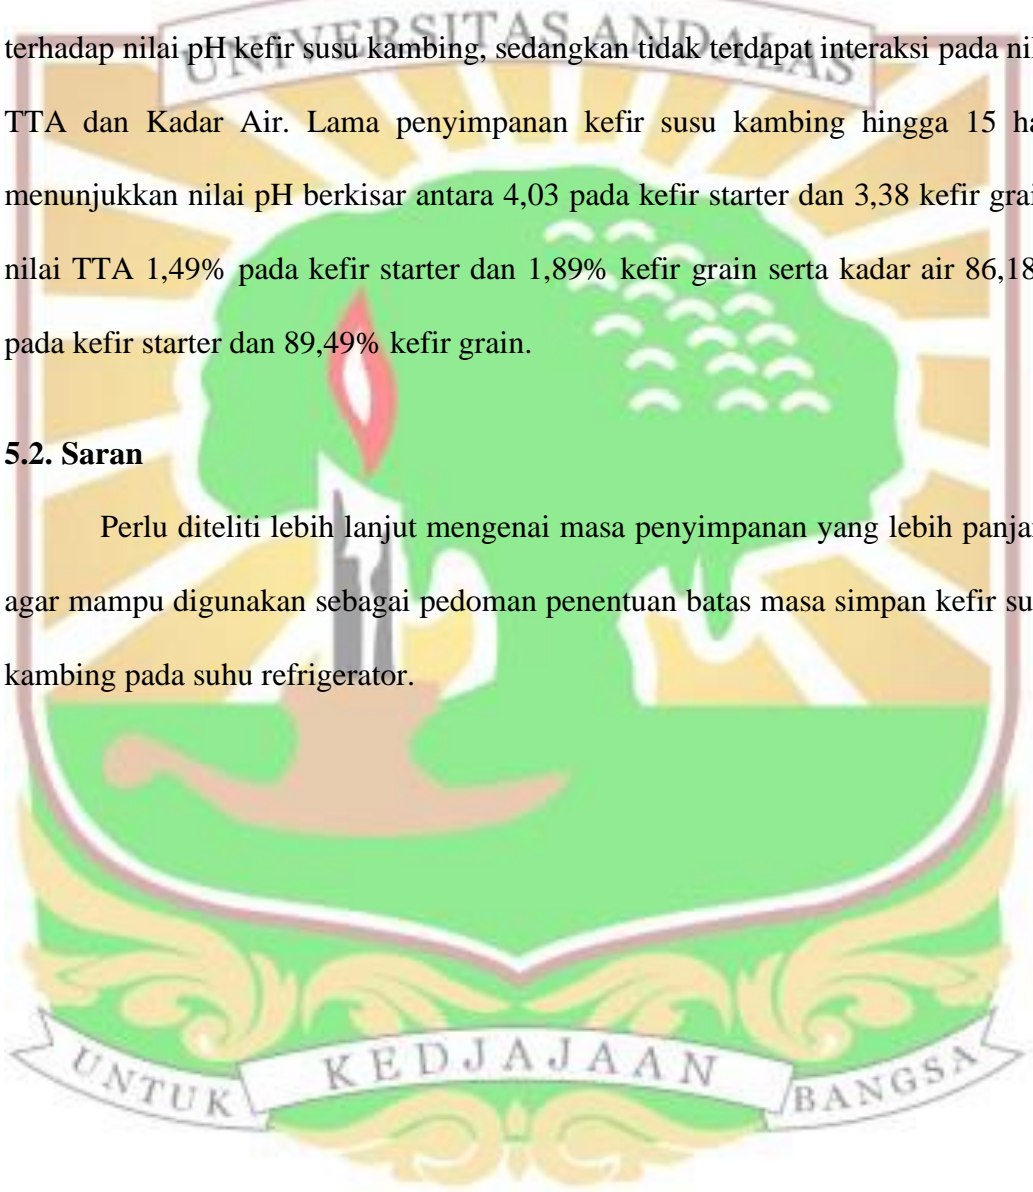 UNIVERSITAS ANDALAS
terhadap nilai pH kefir susu kambing, sedangkan tidak terdapat interaksi pada nil
TTA dan Kadar Air. Lama penyimpanan kefir susu kambing hingga 15 ha
menunjukkan nilai pH berkisar antara 4,03 pada kefir starter dan 3,38 kefir grai
nilai TTA 1,49% pada kefir starter dan 1,89% kefir grain serta kadar air 86,18
pada kefir starter dan 89,49% kefir grain.
5.2. Saran
Perlu diteliti lebih lanjut mengenai masa penyimpanan yang lebih panja
agar mampu digunakan sebagai pedoman penentuan batas masa simpan kefir su
kambing pada suhu refrigerator.
UNTUK KEDJAJAAN BANGSA